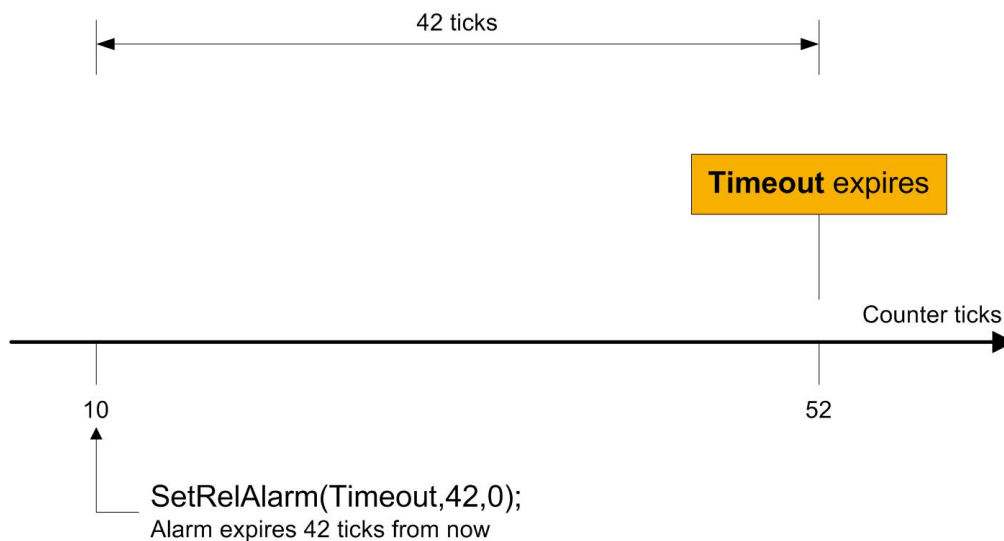 42 ticks
Timeout expires
Counter ticks
10
52
SetRelAlarm(Timeout,42,0);
Alarm expires 42 ticks from now